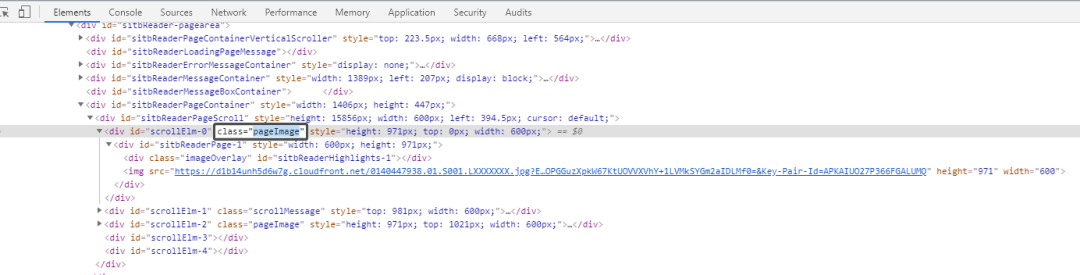 Elements Console Sources Network Performance Memory Application Security Audits
▼<div id="sitbReader-pagearea">
▶<div id="sitbReaderPageContainerVerticalScroller" style="top: 223.5px; width: 668px; left: 564px;">…</div>
<div id="sitbReaderLoadingPageMessage"></div>
▶<div id="sitbReaderErrorMessageContainer" style="display: none;">…</div>
▶<div id="sitbReaderMessageContainer" style="width: 1389px; left: 207px; display: block;">…</div>
<div id="sitbReaderMessageBoxContainer"> </div>
▼<div id="sitbReaderPageContainer" style="width: 1406px; height: 447px;">
▼<div id="sitbReaderPageScroll" style="height: 15856px; width: 600px; left: 394.5px; cursor: default;">
▼<div id="scrollElm-0" class="pageImage" style="height: 971px; top: 0px; width: 600px;"> == $0
▼<div id="sitbReaderPage-1" style="width: 600px; height: 971px;">
<div class="imageOverlay" id="sitbReaderHighlights-1"></div>
<img src="https://d1b14unh5d6w7g.cloudfront.net/0140447938.01.S001.LXXXXXXX.jpg?E…OPGGuzXpkW67KtUOVVXVhY+1LVMkSYGm2aIDLMf0=&Key-Pair-Id=APKAIUO27P366FGALUMQ" height="971" width="600">
</div>
</div>
▶<div id="scrollElm-1" class="scrollMessage" style="top: 981px; width: 600px;">…</div>
▶<div id="scrollElm-2" class="pageImage" style="height: 971px; top: 1021px; width: 600px;">…</div>
<div id="scrollElm-3"></div>
<div id="scrollElm-4"></div>
</div>